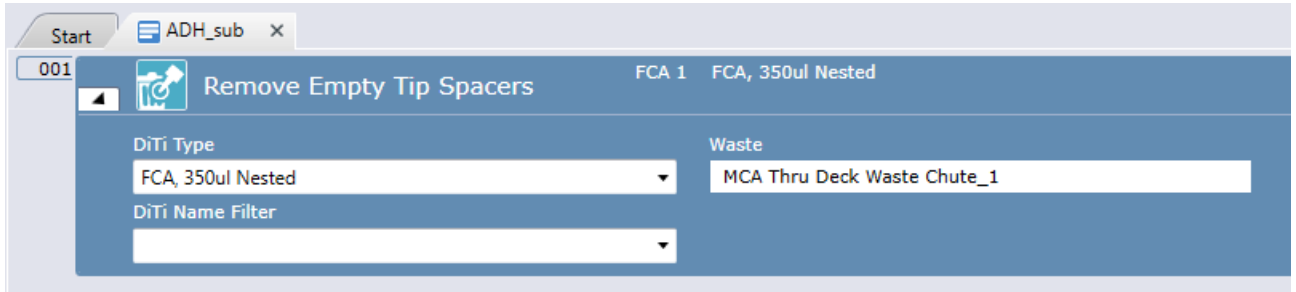 Start ADH_sub ×
001
Remove Empty Tip Spacers FCA 1 FCA, 350ul Nested
DiTi Type Waste
FCA, 350ul Nested MCA Thru Deck Waste Chute_1
DiTi Name Filter